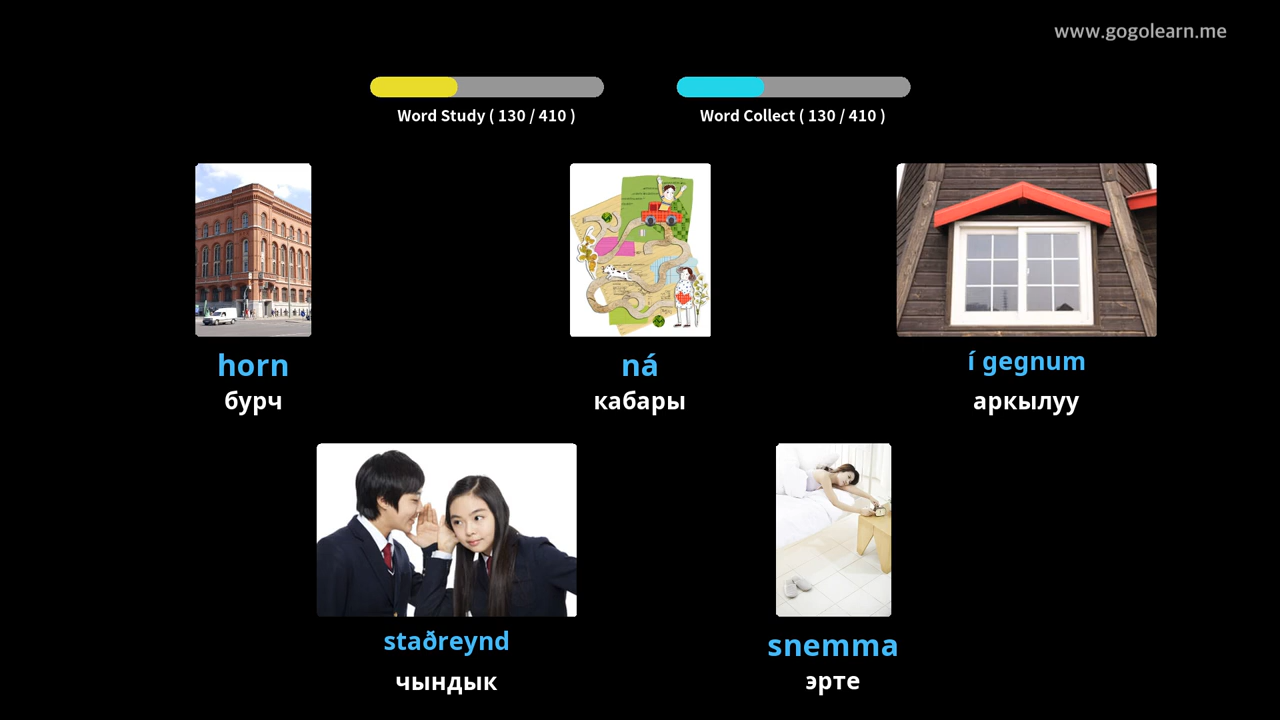 www.gogolearn.me
Word Study ( 130 / 410 )
Word Collect ( 130 / 410 )
horn
бурч
ná
кабары
í gegnum
аркылуу
staðreynd
чындык
snemma
эрте